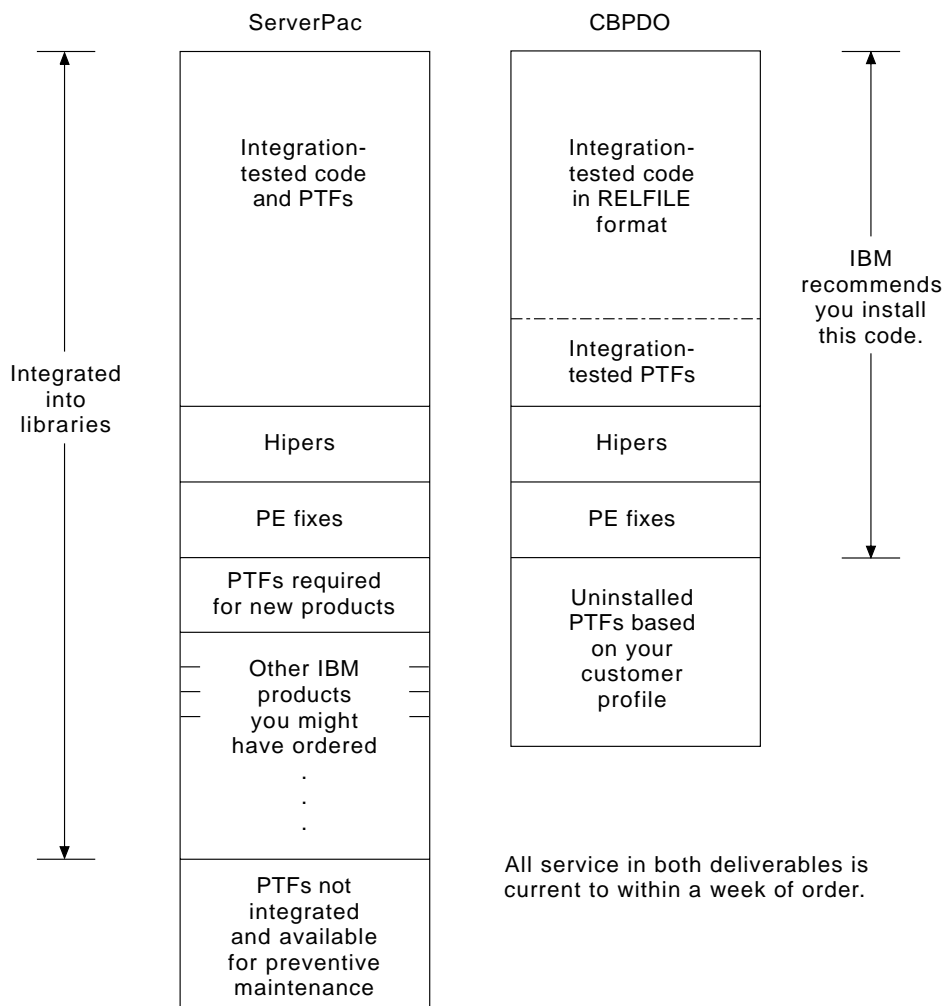 ServerPac
CBPDO
Integration-
tested code
and PTFs
Integration-
tested code
in RELFILE
format
IBM
recommends
you install
this code.
Integration-
tested PTFs
Integrated
into
libraries
Hipers
Hipers
PE fixes
PE fixes
PTFs required
for new products
Uninstalled
PTFs based
on your
customer
profile
Other IBM
products
you might
have ordered
.
.
.
All service in both deliverables is
current to within a week of order.
PTFs not
integrated
and available
for preventive
maintenance